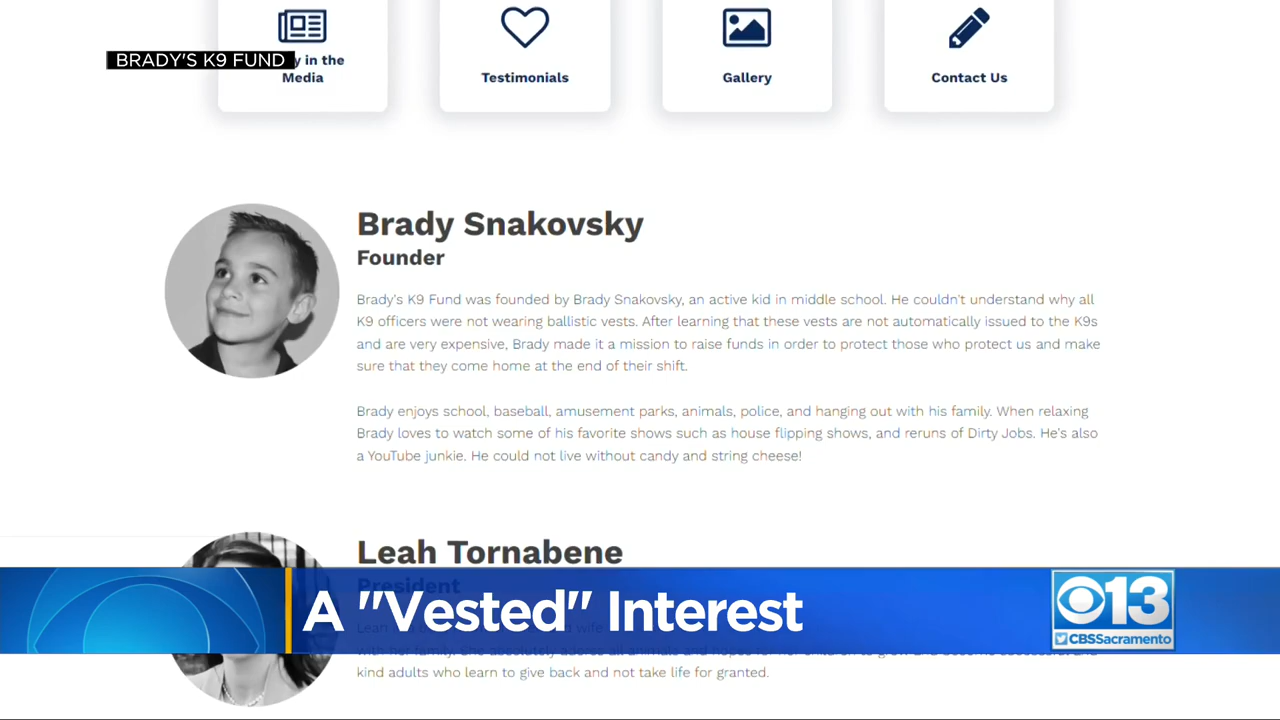 BRADY'S K9 FUND
y in the
Media
Testimonials
Gallery
Contact Us
Brady Snakovsky
Founder
Brady's K9 Fund was founded by Brady Snakovsky, an active kid in middle school. He couldn't understand why all
K9 officers were not wearing ballistic vests. After learning that these vests are not automatically issued to the K9s
and are very expensive, Brady made it a mission to raise funds in order to protect those who protect us and make
sure that they come home at the end of their shift.
Brady enjoys school, baseball, amusement parks, animals, police, and hanging out with his family. When relaxing
Brady loves to watch some of his favorite shows such as house flipping shows, and reruns of Dirty Jobs. He's also
a YouTube junkie. He could not live without candy and string cheese!
Leah Tornabene
President
A "Vested" Interest
13
CBSSacramento
kind adults who learn to give back and not take life for granted.